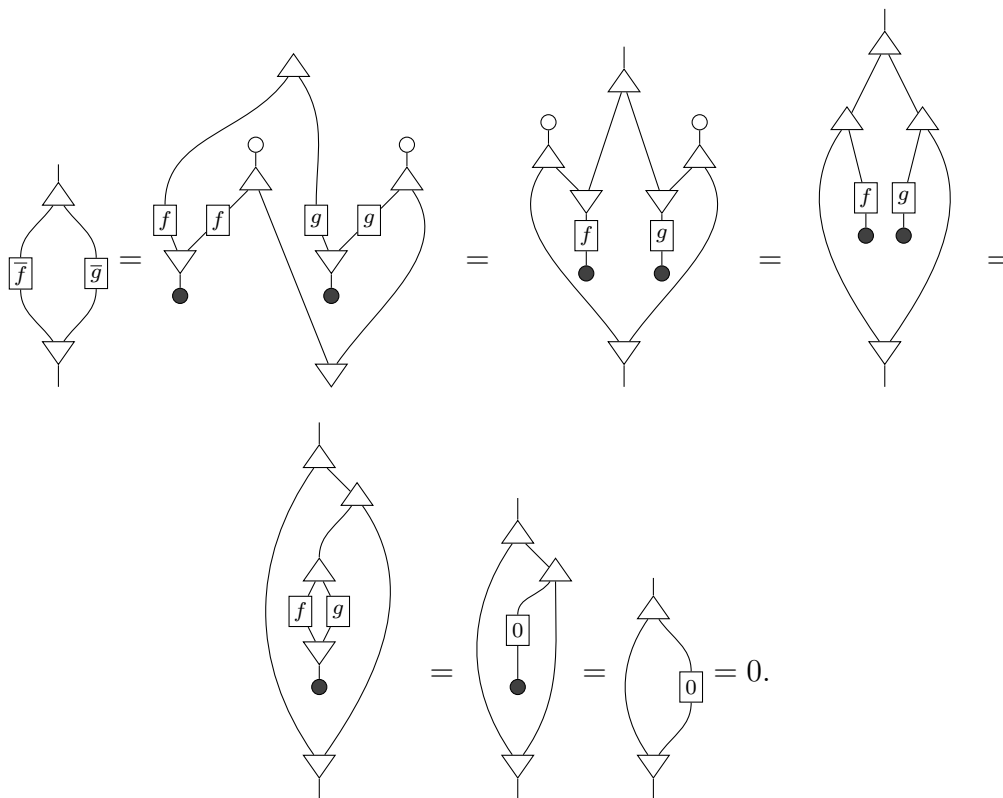 f̅ g̅ = f f g g = f g = f g =
f g = 0 = 0 = 0.